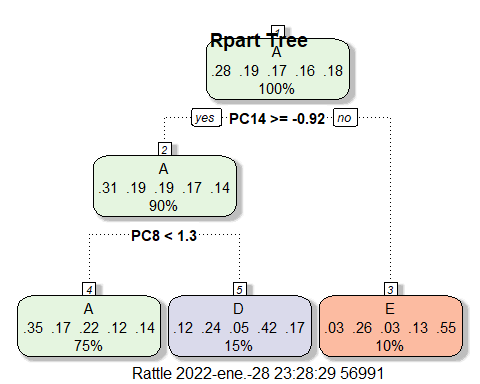 Rpart Tree
1
A
.28 .19 .17 .16 .18
100%
yes PC14 >= -0.92 no
2
A
.31 .19 .19 .17 .14
90%
PC8 < 1.3
4 5 3
A D E
.35 .17 .22 .12 .14 .12 .24 .05 .42 .17 .03 .26 .03 .13 .55
75% 15% 10%
Rattle 2022-ene.-28 23:28:29 56991